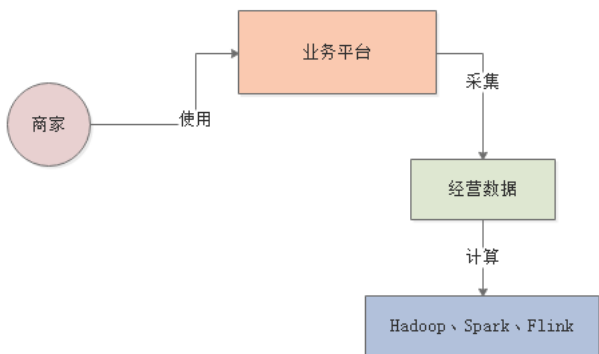 业务平台
采集
商家
使用
经营数据
计算
Hadoop、Spark、Flink